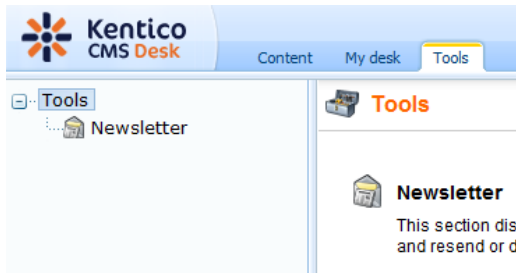 Kentico
CMS Desk
Content My desk Tools
Tools
Newsletter
Tools
Newsletter
This section dis
and resend or d